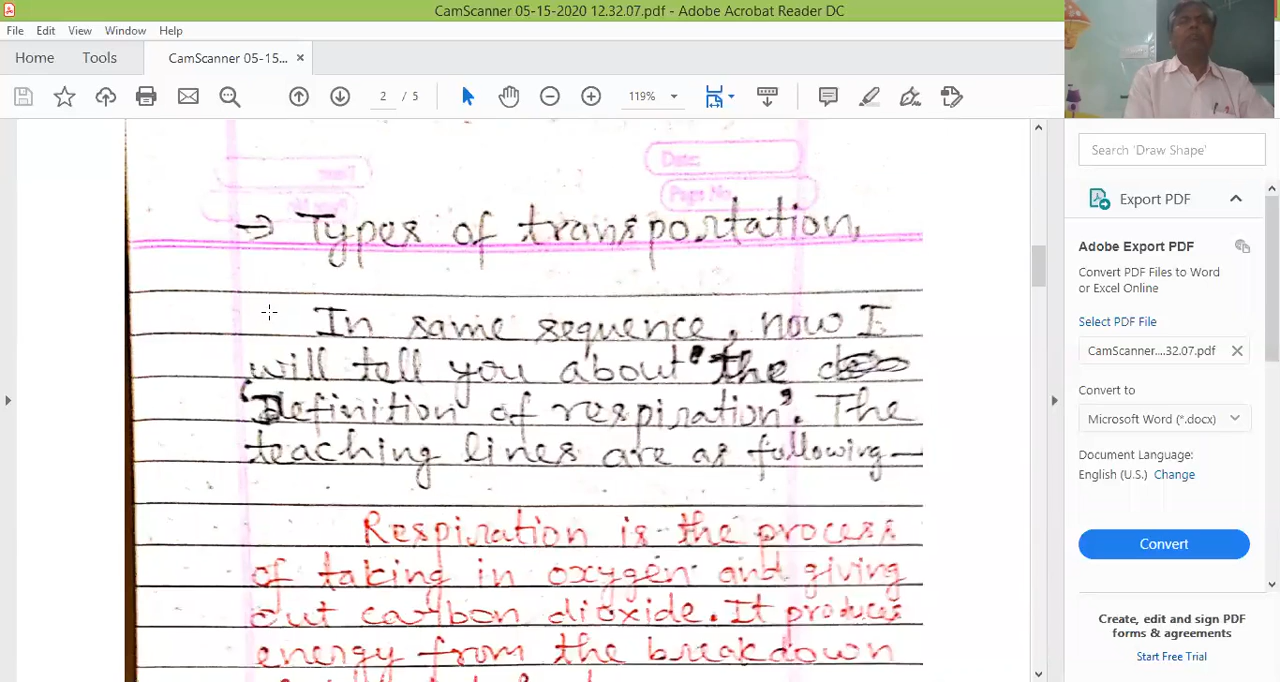 CamScanner 05-15-2020 12.32.07.pdf - Adobe Acrobat Reader DC
File Edit View Window Help
Home Tools CamScanner 05-15... ×
2 / 5 119%
Search 'Draw Shape'
Export PDF
Adobe Export PDF
Convert PDF Files to Word
or Excel Online
Select PDF File
CamScanner....32.07.pdf ×
Convert to
Microsoft Word (*.docx)
Document Language:
English (U.S.) Change
Convert
Create, edit and sign PDF
forms & agreements
Start Free Trial
Date
Page No.
→ Types of transportation,
In same sequence, now I
will tell you about "the
'Definition of respiration'. The
teaching lines are as following—
Respiration is the process
of taking in oxygen and giving
out carbon dioxide. It produces
energy from the breakdown